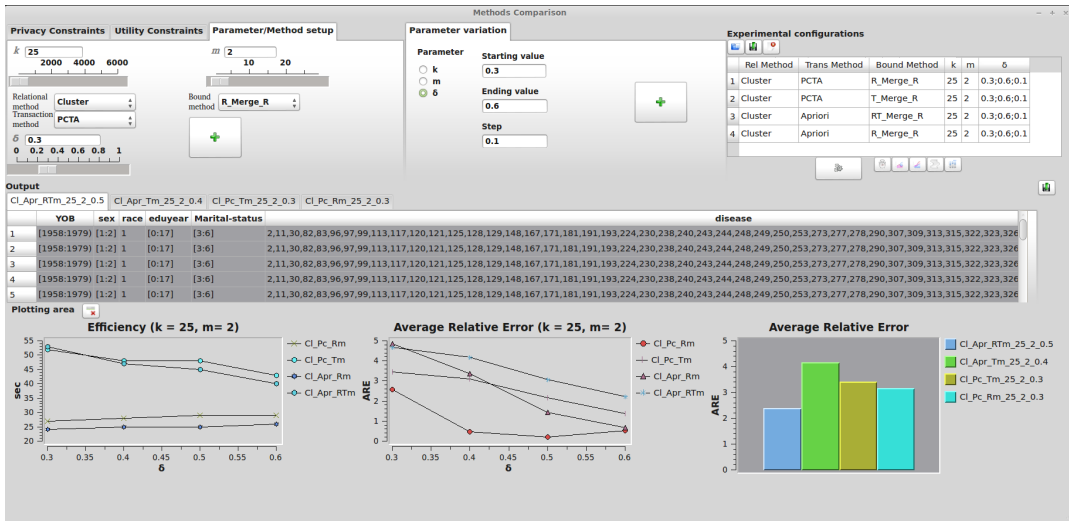 Methods Comparison
Privacy Constraints Utility Constraints Parameter/Method setup
k 25
2000 4000 6000
m 2
10 20
Relational method Cluster
Bound method R_Merge_R
Transaction method PCTA
δ 0.3
0 0.2 0.4 0.6 0.8 1
Parameter variation
Parameter
k
m
δ
Starting value
0.3
Ending value
0.6
Step
0.1
Experimental configurations
Rel Method Trans Method Bound Method k m δ
1 Cluster PCTA R_Merge_R 25 2 0.3;0.6;0.1
2 Cluster PCTA T_Merge_R 25 2 0.3;0.6;0.1
3 Cluster Apriori RT_Merge_R 25 2 0.3;0.6;0.1
4 Cluster Apriori R_Merge_R 25 2 0.3;0.6;0.1
Output
Cl_Apr_RTm_25_2_0.5 Cl_Apr_Tm_25_2_0.4 Cl_Pc_Tm_25_2_0.3 Cl_Pc_Rm_25_2_0.3
YOB sex race eduyear Marital-status disease
1 [1958:1979) [1:2] 1 [0:17] [3:6] 2,11,30,82,83,96,97,99,113,117,120,121,125,128,129,148,167,171,181,191,193,224,230,238,240,243,244,248,249,250,253,273,277,278,290,307,309,313,315,322,323,326
2 [1958:1979) [1:2] 1 [0:17] [3:6] 2,11,30,82,83,96,97,99,113,117,120,121,125,128,129,148,167,171,181,191,193,224,230,238,240,243,244,248,249,250,253,273,277,278,290,307,309,313,315,322,323,326
3 [1958:1979) [1:2] 1 [0:17] [3:6] 2,11,30,82,83,96,97,99,113,117,120,121,125,128,129,148,167,171,181,191,193,224,230,238,240,243,244,248,249,250,253,273,277,278,290,307,309,313,315,322,323,326
4 [1958:1979) [1:2] 1 [0:17] [3:6] 2,11,30,82,83,96,97,99,113,117,120,121,125,128,129,148,167,171,181,191,193,224,230,238,240,243,244,248,249,250,253,273,277,278,290,307,309,313,315,322,323,326
5 [1958:1979) [1:2] 1 [0:17] [3:6] 2,11,30,82,83,96,97,99,113,117,120,121,125,128,129,148,167,171,181,191,193,224,230,238,240,243,244,248,249,250,253,273,277,278,290,307,309,313,315,322,323,326
Plotting area
Efficiency (k = 25, m= 2)
sec
55
50
45
40
35
30
25
20
0.3 0.35 0.4 0.45 0.5 0.55 0.6
δ
Cl_Pc_Rm
Cl_Pc_Tm
Cl_Apr_Rm
Cl_Apr_RTm
Average Relative Error (k = 25, m= 2)
ARE
5
4
3
2
1
0
0.3 0.35 0.4 0.45 0.5 0.55 0.6
δ
Cl_Pc_Rm
Cl_Pc_Tm
Cl_Apr_Rm
Cl_Apr_RTm
Average Relative Error
ARE
5
4
3
2
1
0
Cl_Apr_RTm_25_2_0.5
Cl_Apr_Tm_25_2_0.4
Cl_Pc_Tm_25_2_0.3
Cl_Pc_Rm_25_2_0.3